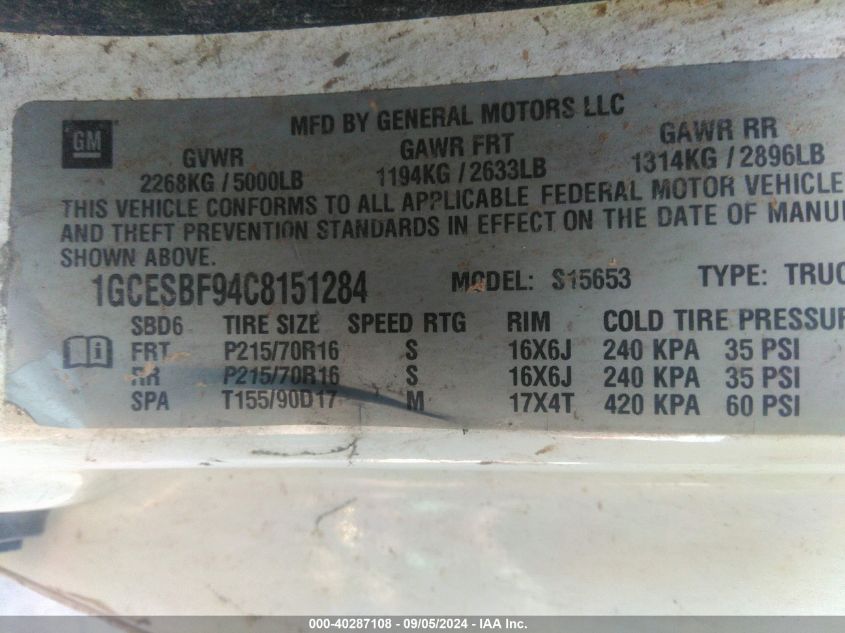 GM
MFD BY GENERAL MOTORS LLC
GVWR GAWR FRT GAWR RR
2268KG / 5000LB 1194KG / 2633LB 1314KG / 2896LB
THIS VEHICLE CONFORMS TO ALL APPLICABLE FEDERAL MOTOR VEHICLE
AND THEFT PREVENTION STANDARDS IN EFFECT ON THE DATE OF MANU
SHOWN ABOVE.
1GCESBF94C8151284 MODEL: S15653 TYPE: TRUC
SBD6 TIRE SIZE SPEED RTG RIM COLD TIRE PRESSUR
FRT P215/70R16 S 16X6J 240 KPA 35 PSI
RR P215/70R16 S 16X6J 240 KPA 35 PSI
SPA T155/90D17 M 17X4T 420 KPA 60 PSI
000-40287108 - 09/05/2024 - IAA Inc.